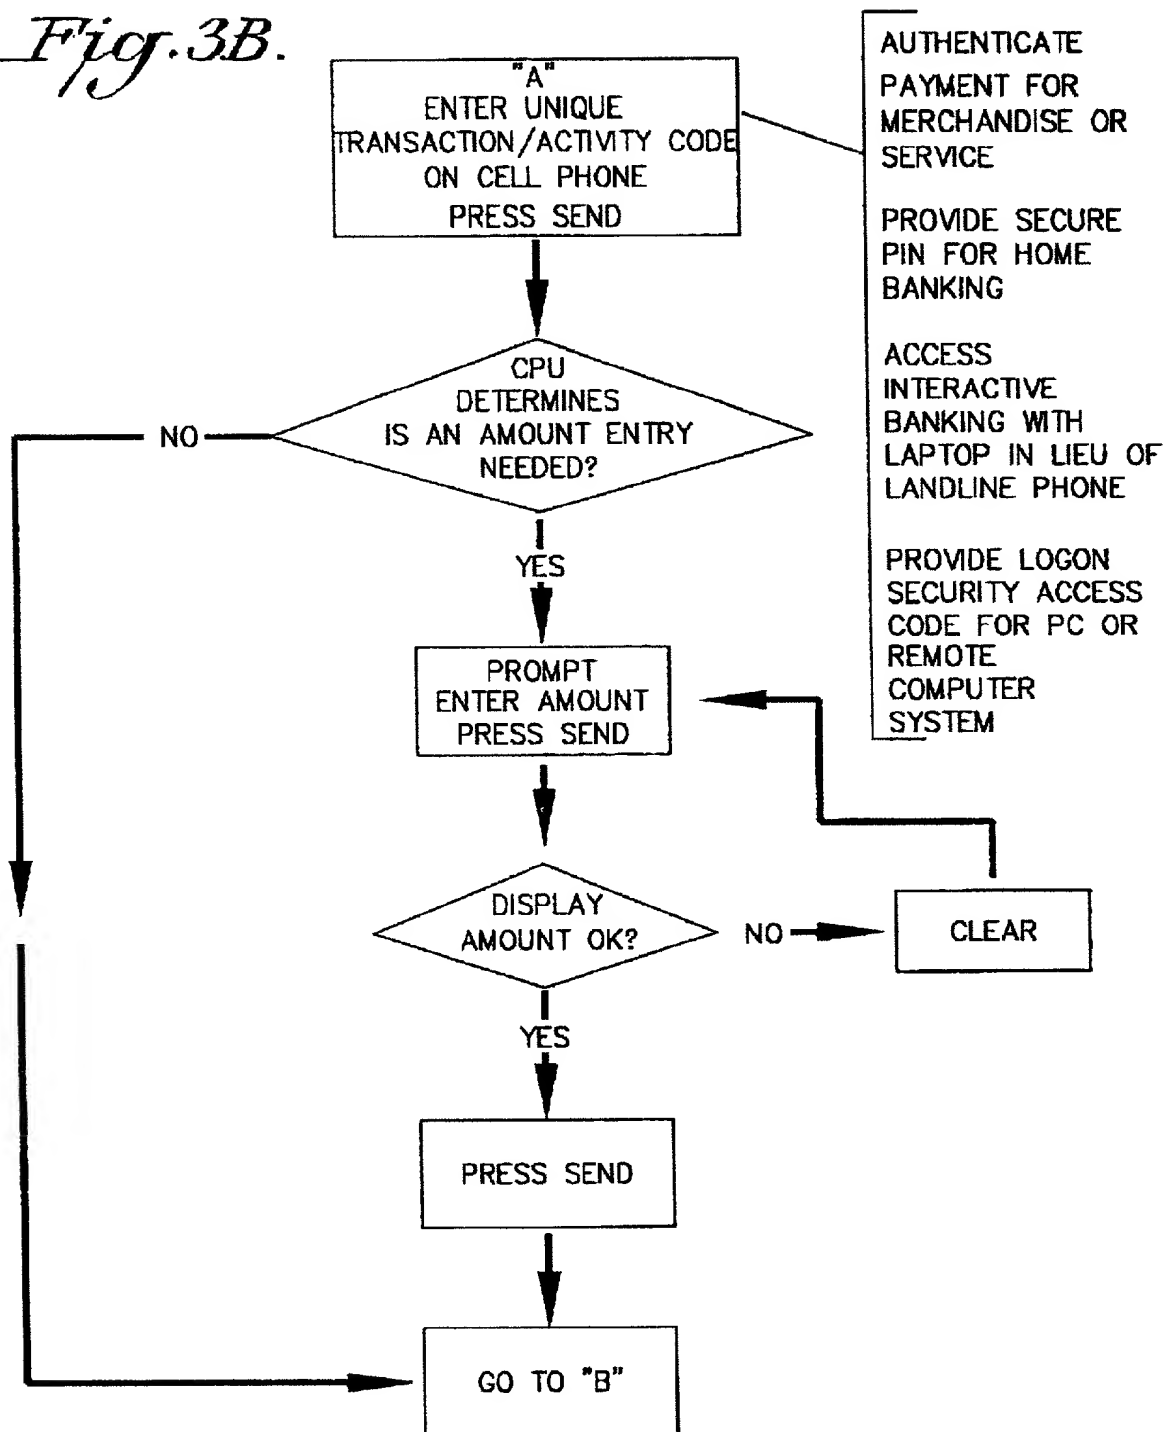 Fig. 3B.
"A"
ENTER UNIQUE
TRANSACTION/ACTIVITY CODE
ON CELL PHONE
PRESS SEND
AUTHENTICATE
PAYMENT FOR
MERCHANDISE OR
SERVICE
PROVIDE SECURE
PIN FOR HOME
BANKING
ACCESS
INTERACTIVE
BANKING WITH
LAPTOP IN LIEU OF
LANDLINE PHONE
PROVIDE LOGON
SECURITY ACCESS
CODE FOR PC OR
REMOTE
COMPUTER
SYSTEM
CPU
DETERMINES
IS AN AMOUNT ENTRY
NEEDED?
NO
YES
PROMPT
ENTER AMOUNT
PRESS SEND
DISPLAY
AMOUNT OK?
NO
CLEAR
YES
PRESS SEND
GO TO "B"